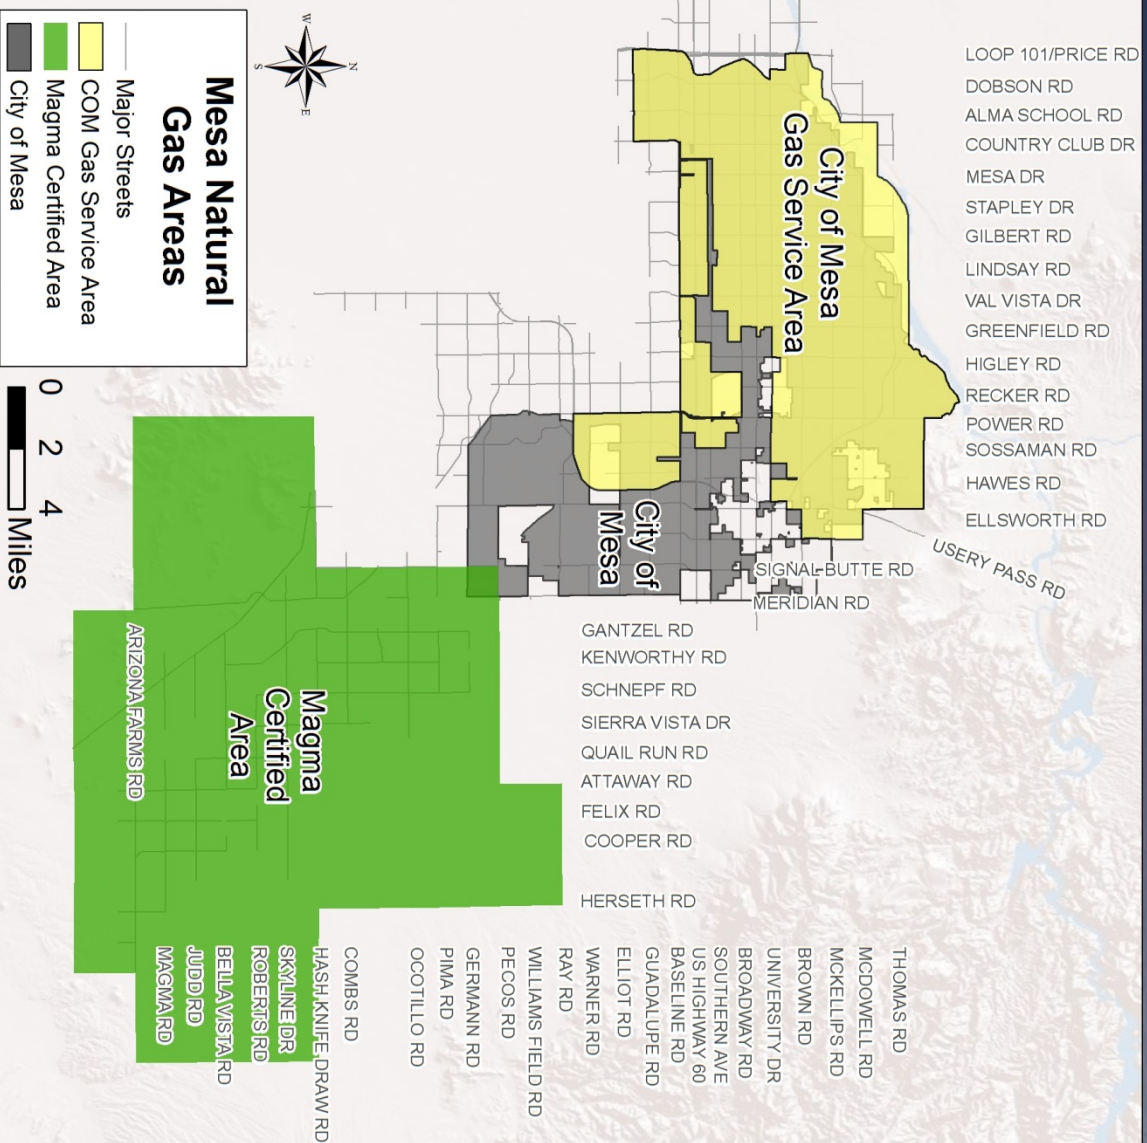 LOOP 101/PRICE RD
DOBSON RD
ALMA SCHOOL RD
COUNTRY CLUB DR
MESA DR
STAPLEY DR
GILBERT RD
LINDSAY RD
VAL VISTA DR
GREENFIELD RD
HIGLEY RD
RECKER RD
POWER RD
SOSSAMAN RD
HAWES RD
ELLSWORTH RD
USERY PASS RD
SIGNAL BUTTE RD
MERIDIAN RD
GANTZEL RD
KENWORTHY RD
SCHNEPF RD
SIERRA VISTA DR
QUAIL RUN RD
ATTAWAY RD
FELIX RD
COOPER RD
HERSETH RD
THOMAS RD
MCDOWELL RD
MCKELLIPS RD
BROWN RD
UNIVERSITY DR
BROADWAY RD
SOUTHERN AVE
US HIGHWAY 60
BASELINE RD
GUADALUPE RD
ELLIOT RD
WARNER RD
RAY RD
WILLIAMS FIELD RD
PECOS RD
GERMANN RD
PIMA RD
OCOTILLO RD
COMBS RD
HASH KNIFE DRAW RD
SKYLINE DR
ROBERTS RD
BELLA VISTA RD
JUDD RD
MAGMA RD
ARIZONA FARMS RD
City of Mesa
Gas Service Area
City of
Mesa
Magma
Certified
Area
N
W
E
S
Mesa Natural
Gas Areas
Major Streets
COM Gas Service Area
Magma Certified Area
City of Mesa
0 2 4
Miles